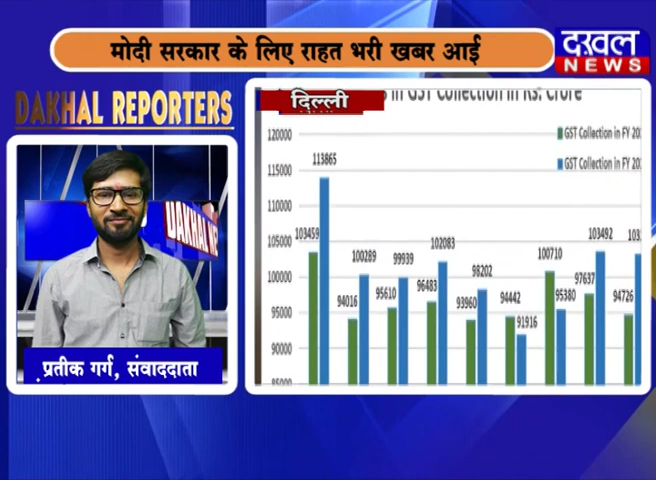 मोदी सरकार के लिए राहत भरी खबर आई
दखल
NEWS
DAKHAL REPORTERS
दिल्ली
in GST Collection in Rs. Crore
GST Collection in FY
GST Collection in FY
120000
115000
110000
105000
100000
95000
90000
85000
103459
113865
94016
100289
95610
99939
96483
102083
93960
98202
94442
91916
100710
95380
97637
103492
94726
DAKHAL
प्रतीक गर्ग, संवाददाता